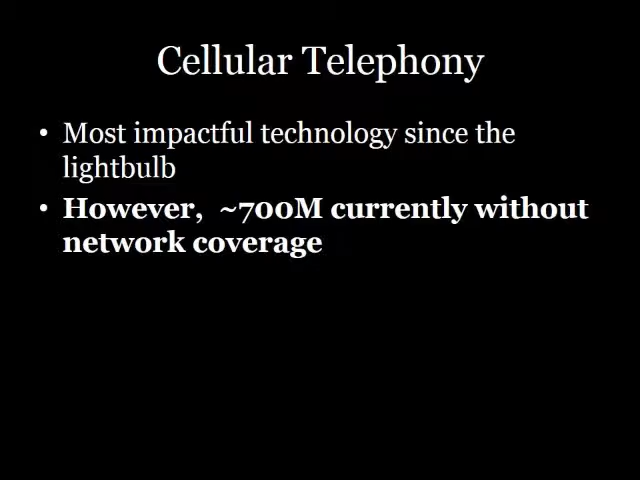 Cellular Telephony
• Most impactful technology since the
lightbulb
• However, ~700M currently without
network coverage